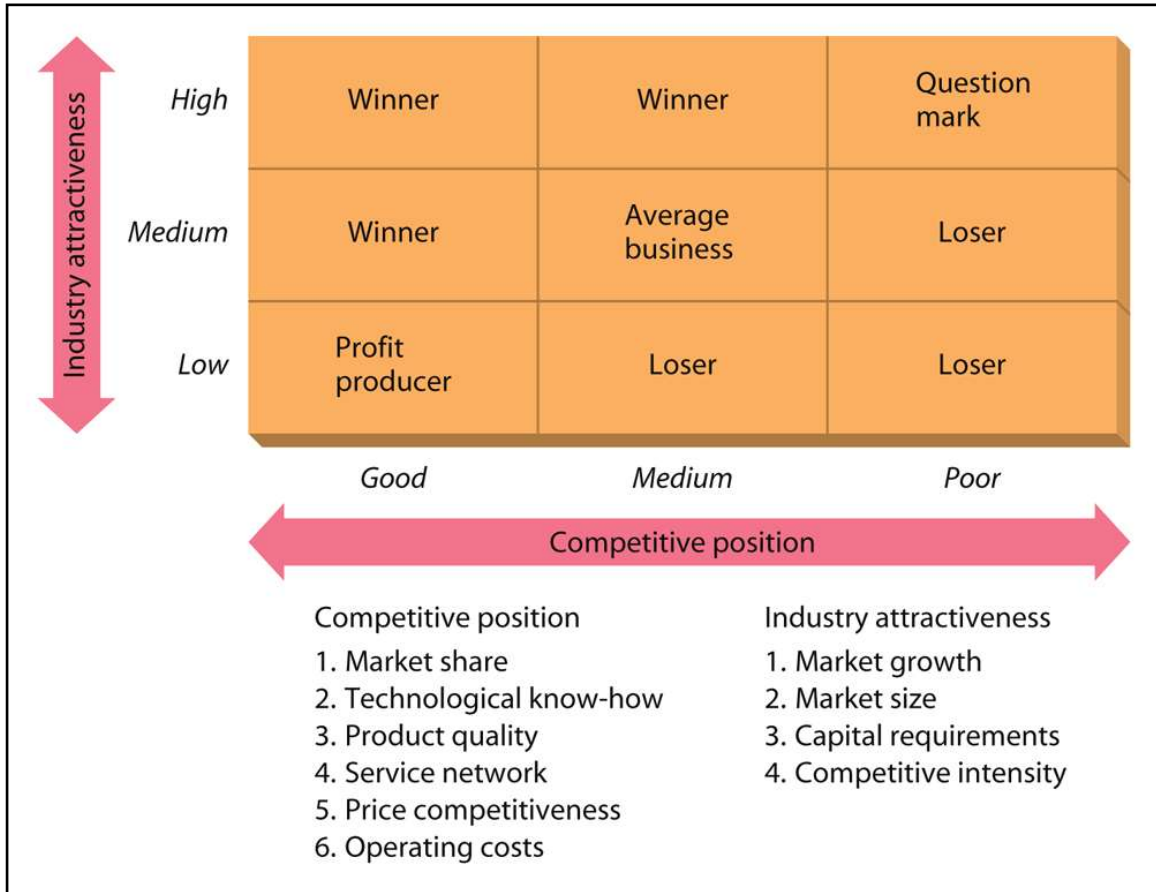 Industry attractiveness
High
Winner
Winner
Question
mark
Medium
Winner
Average
business
Loser
Low
Profit
producer
Loser
Loser
Good
Medium
Poor
Competitive position
Competitive position
1. Market share
2. Technological know-how
3. Product quality
4. Service network
5. Price competitiveness
6. Operating costs
Industry attractiveness
1. Market growth
2. Market size
3. Capital requirements
4. Competitive intensity